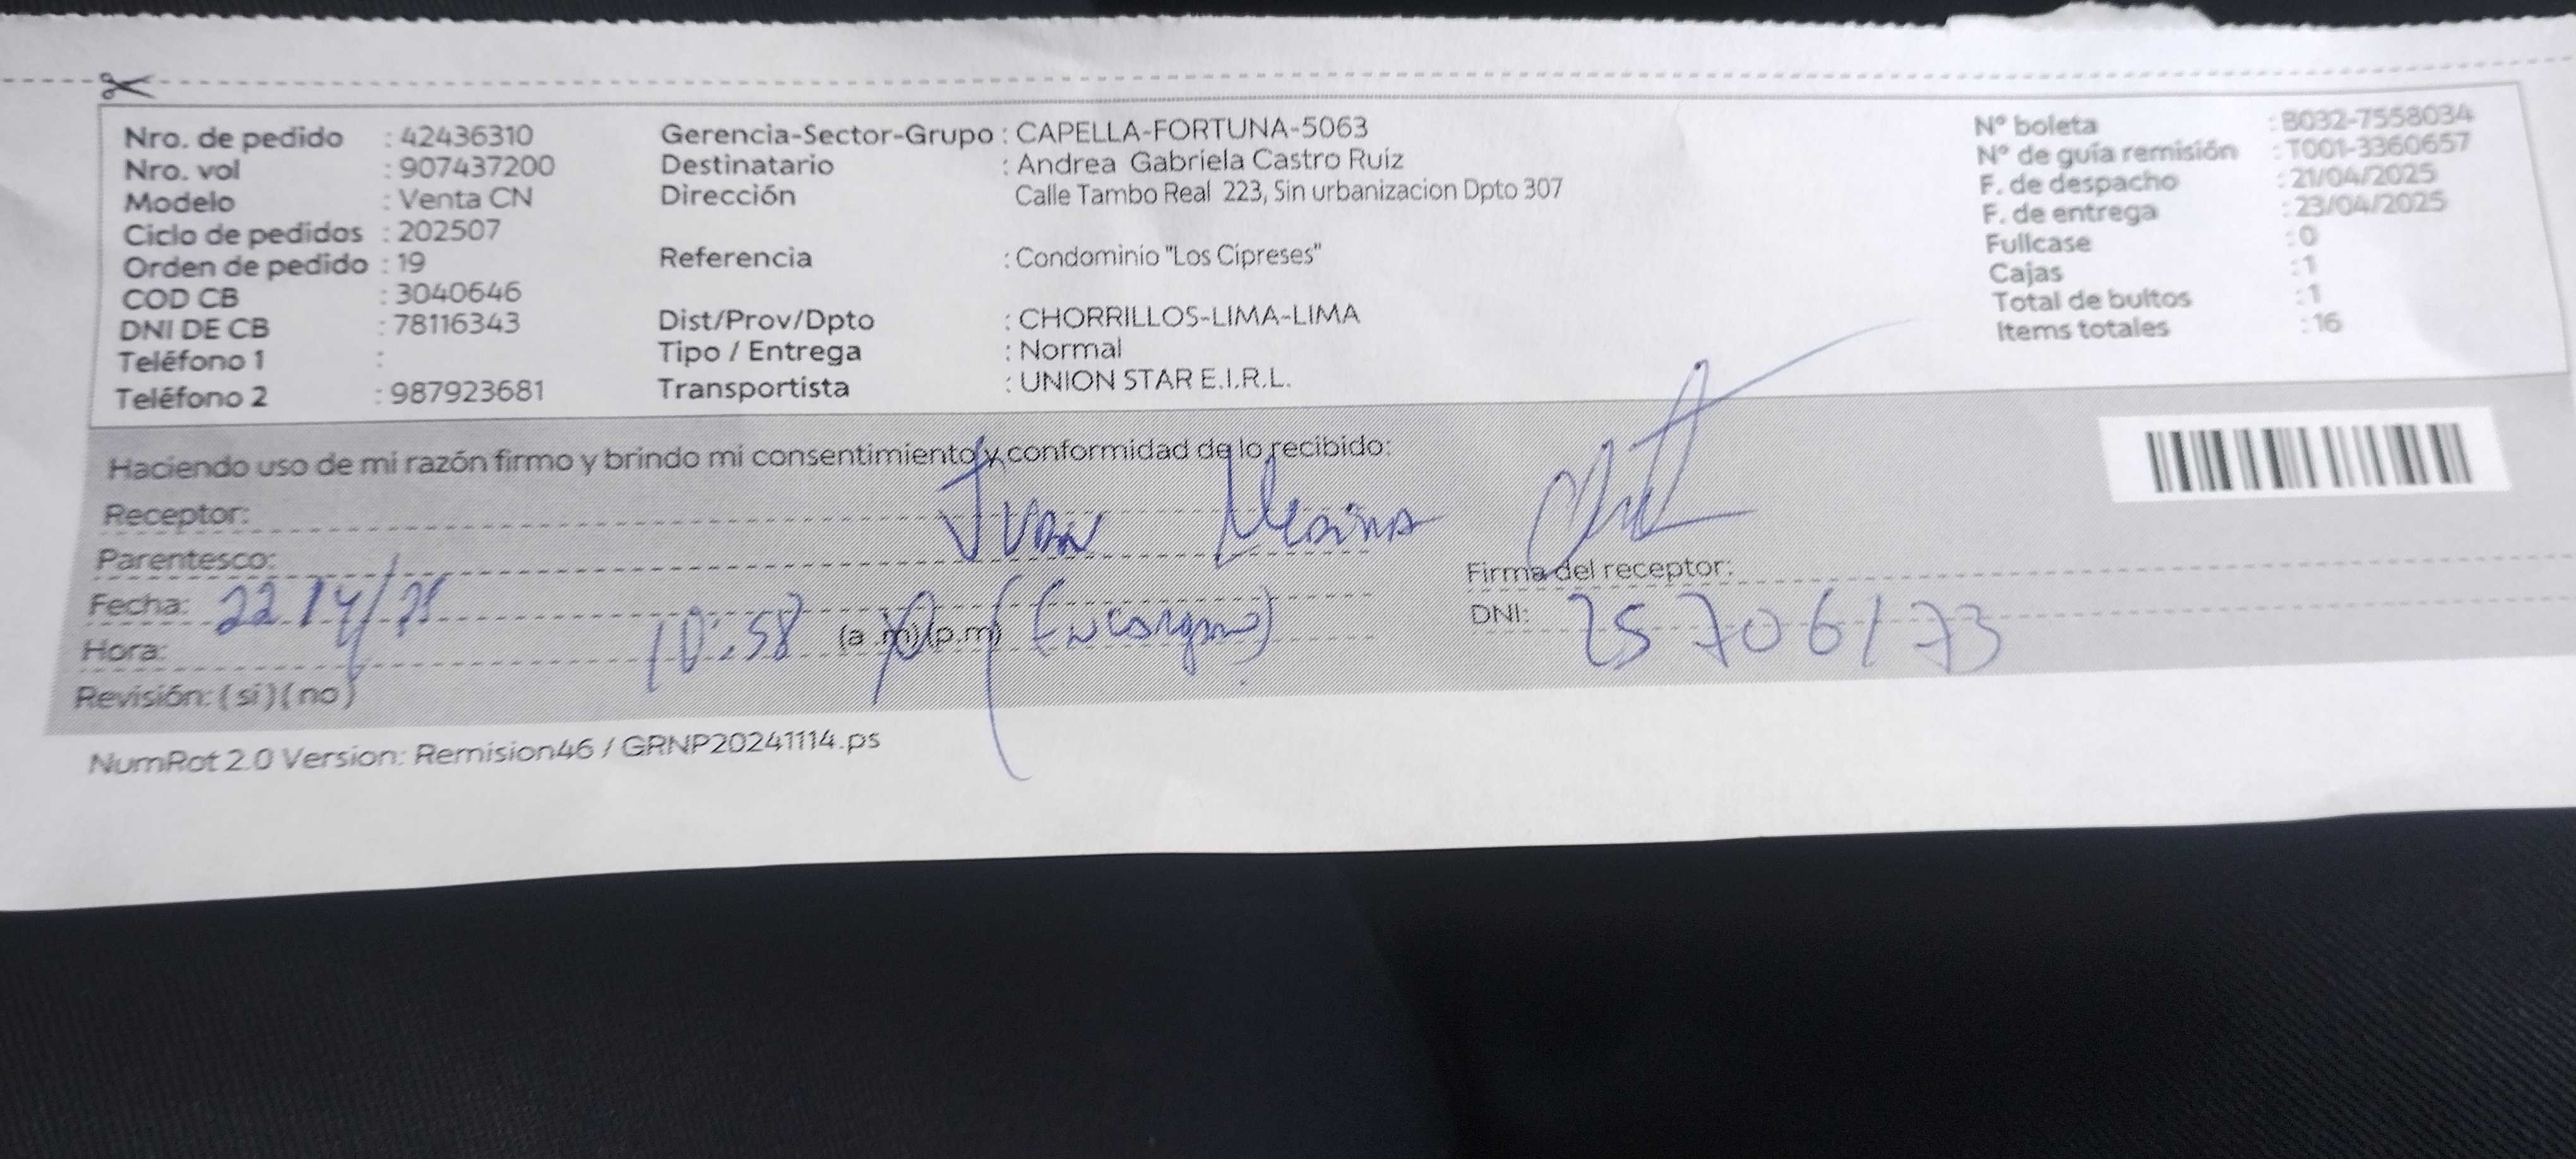 Nro. de pedido : 42436310
Nro. vol : 907437200
Modelo : Venta CN
Ciclo de pedidos : 202507
Orden de pedido : 19
COD CB : 3040646
DNI DE CB : 78116343
Teléfono 1 :
Teléfono 2 : 987923681
Gerencia-Sector-Grupo : CAPELLA-FORTUNA-5063
Destinatario : Andrea Gabriela Castro Ruiz
Dirección Calle Tambo Real 223, Sin urbanizacion Dpto 307
Referencia : Condominio "Los Cipreses"
Dist/Prov/Dpto : CHORRILLOS-LIMA-LIMA
Tipo / Entrega : Normal
Transportista : UNION STAR E.I.R.L.
N° boleta : B032-7558034
N° de guía remisión : T001-3360657
F. de despacho : 21/04/2025
F. de entrega : 23/04/2025
Fullcase : 0
Cajas : 1
Total de bultos : 1
Items totales : 16
Haciendo uso de mi razón firmo y brindo mi consentimiento y conformidad de lo recibido:
Receptor: Ivan
Parentesco:
Fecha: 22/4/
Hora: 10:58 (a.m) (p.m)
Revisión: (si) (no)
Firma del receptor:
DNI: 25706173
NumRot 2.0 Version: Remision46 / GRNP20241114.ps